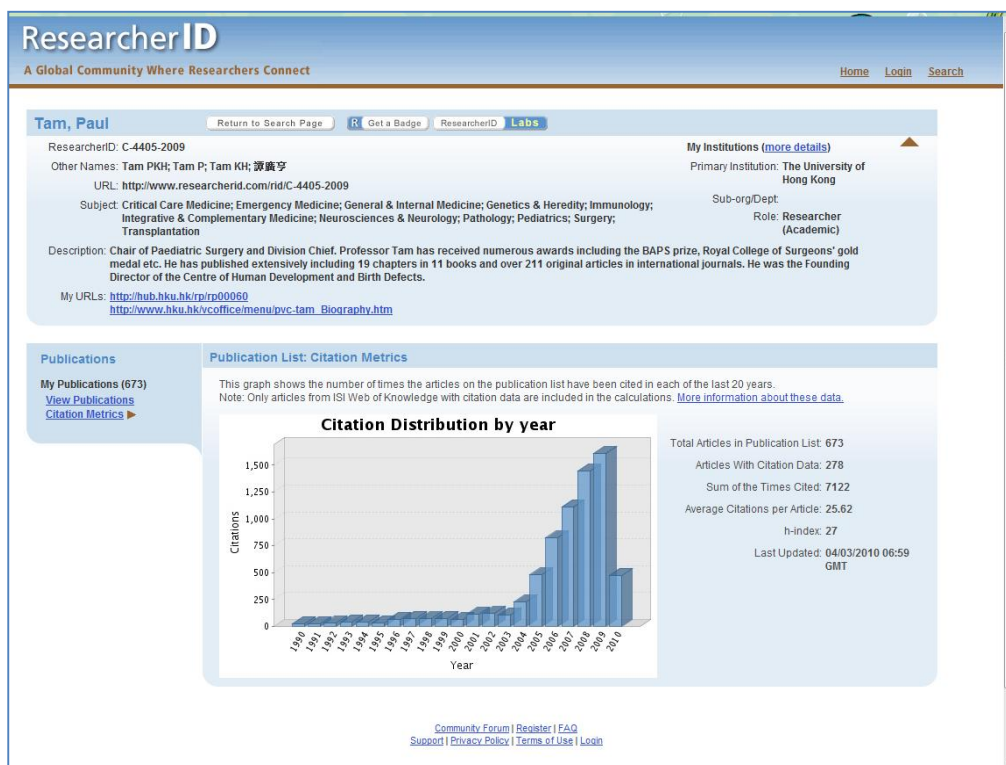 ResearcherID
A Global Community Where Researchers Connect
Home Login Search
Tam, Paul
Return to Search Page R Get a Badge ResearcherID Labs
ResearcherID: C-4405-2009
Other Names: Tam PKH; Tam P; Tam KH; 譚廣亨
URL: http://www.researcherid.com/rid/C-4405-2009
Subject: Critical Care Medicine; Emergency Medicine; General & Internal Medicine; Genetics & Heredity; Immunology;
Integrative & Complementary Medicine; Neurosciences & Neurology; Pathology; Pediatrics; Surgery;
Transplantation
My Institutions (more details)
Primary Institution: The University of
Hong Kong
Sub-org/Dept:
Role: Researcher
(Academic)
Description: Chair of Paediatric Surgery and Division Chief. Professor Tam has received numerous awards including the BAPS prize, Royal College of Surgeons' gold
medal etc. He has published extensively including 19 chapters in 11 books and over 211 original articles in international journals. He was the Founding
Director of the Centre of Human Development and Birth Defects.
My URLs: http://hub.hku.hk/rp/rp00060
http://www.hku.hk/vcoffice/menu/pvc-tam_Biography.htm
Publications
My Publications (673)
View Publications
Citation Metrics
Publication List: Citation Metrics
This graph shows the number of times the articles on the publication list have been cited in each of the last 20 years.
Note: Only articles from ISI Web of Knowledge with citation data are included in the calculations. More information about these data.
Citation Distribution by year
1,500
1,250
1,000
750
500
250
0
Citations
1990 1991 1992 1993 1994 1995 1996 1997 1998 1999 2000 2001 2002 2003 2004 2005 2006 2007 2008 2009 2010
Year
Total Articles in Publication List: 673
Articles With Citation Data: 278
Sum of the Times Cited: 7122
Average Citations per Article: 25.62
h-index: 27
Last Updated: 04/03/2010 06:59
GMT
Community Forum | Register | FAQ
Support | Privacy Policy | Terms of Use | Login